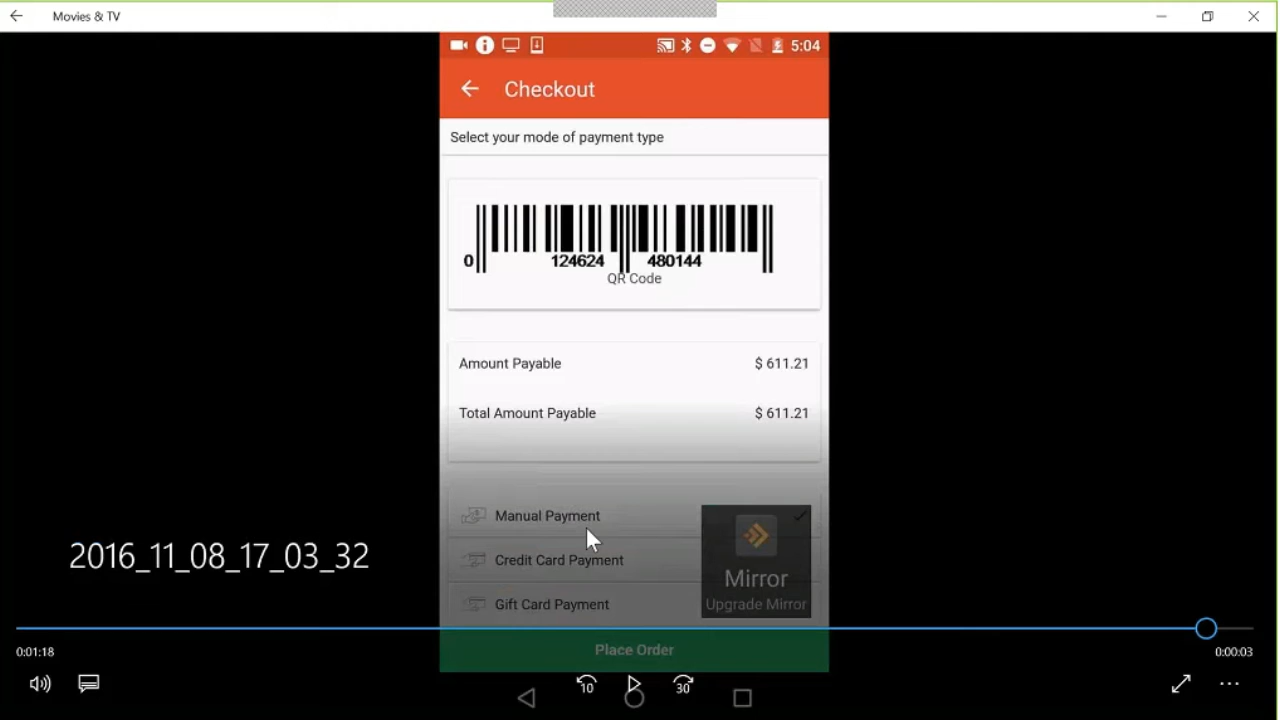 Movies & TV
5:04
Checkout
Select your mode of payment type
0 124624 480144
QR Code
Amount Payable $ 611.21
Total Amount Payable $ 611.21
Manual Payment
Credit Card Payment
Gift Card Payment
Mirror
Upgrade Mirror
2016_11_08_17_03_32
0:01:18 0:00:03
Place Order
10 30